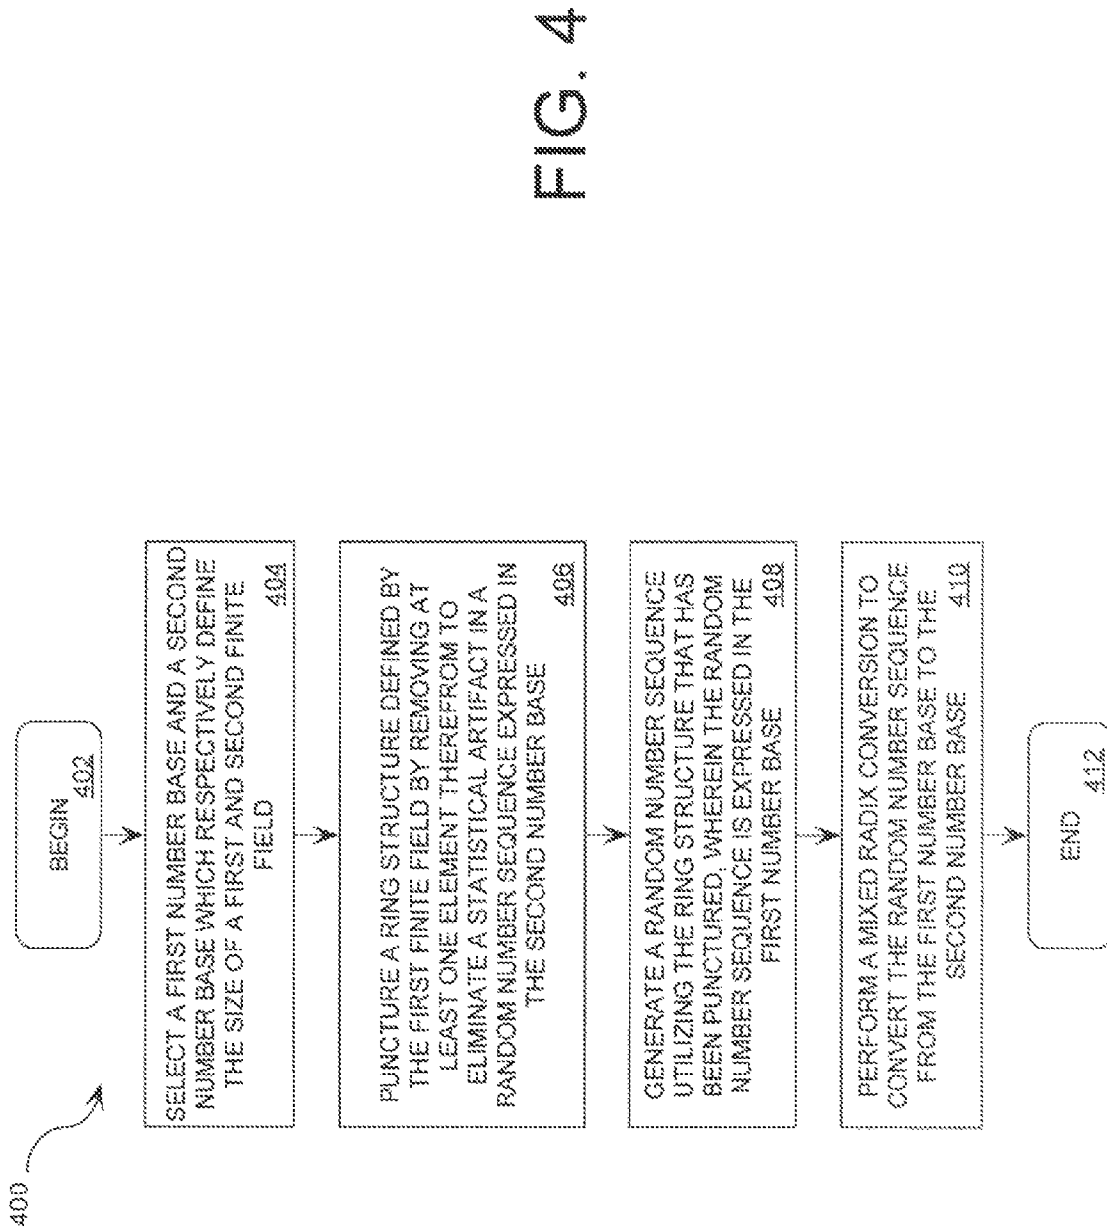 400
BEGIN
402
SELECT A FIRST NUMBER BASE AND A SECOND
NUMBER BASE WHICH RESPECTIVELY DEFINE
THE SIZE OF A FIRST AND SECOND FINITE
FIELD
404
PUNCTURE A RING STRUCTURE DEFINED BY
THE FIRST FINITE FIELD BY REMOVING AT
LEAST ONE ELEMENT THEREFROM TO
ELIMINATE A STATISTICAL ARTIFACT IN A
RANDOM NUMBER SEQUENCE EXPRESSED IN
THE SECOND NUMBER BASE
406
GENERATE A RANDOM NUMBER SEQUENCE
UTILIZING THE RING STRUCTURE THAT HAS
BEEN PUNCTURED, WHEREIN THE RANDOM
NUMBER SEQUENCE IS EXPRESSED IN THE
FIRST NUMBER BASE
408
PERFORM A MIXED RADIX CONVERSION TO
CONVERT THE RANDOM NUMBER SEQUENCE
FROM THE FIRST NUMBER BASE TO THE
SECOND NUMBER BASE
410
END
412
FIG. 4